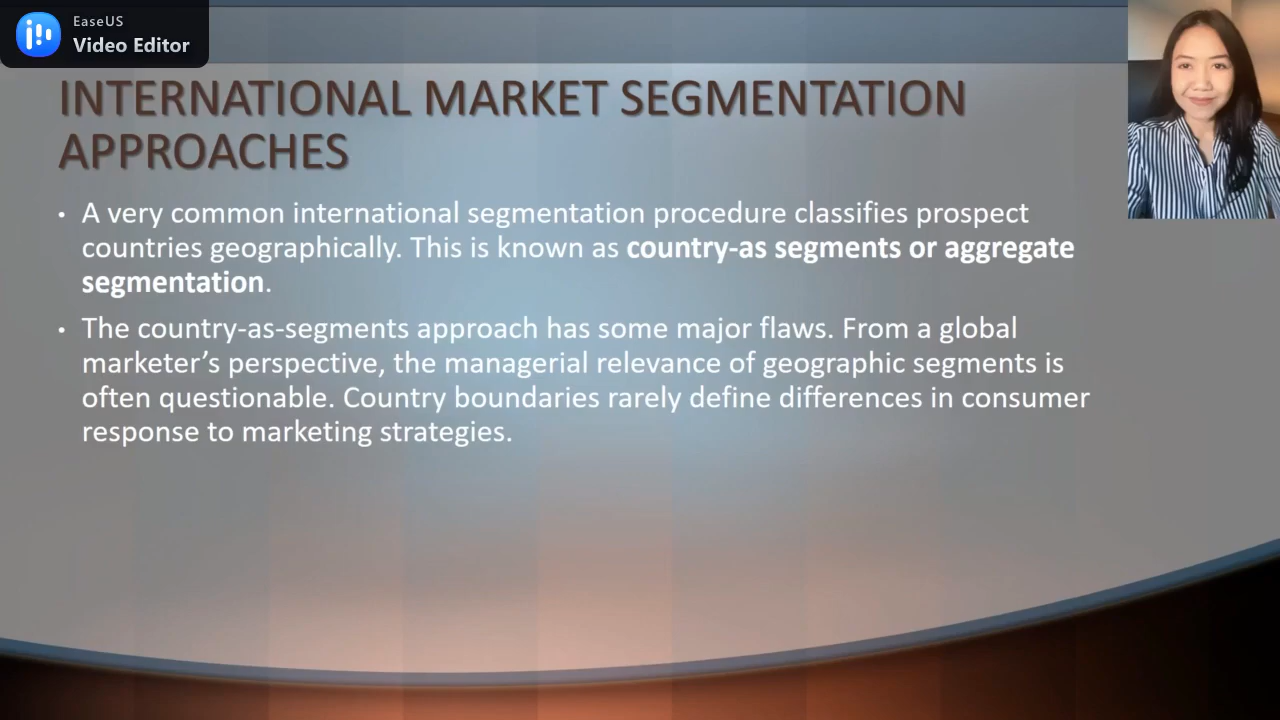 EaseUS
Video Editor
INTERNATIONAL MARKET SEGMENTATION
APPROACHES
• A very common international segmentation procedure classifies prospect
countries geographically. This is known as country-as segments or aggregate
segmentation.
• The country-as-segments approach has some major flaws. From a global
marketer’s perspective, the managerial relevance of geographic segments is
often questionable. Country boundaries rarely define differences in consumer
response to marketing strategies.